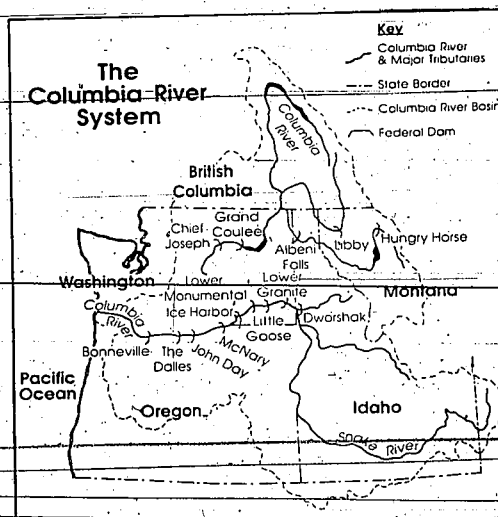 The
Columbia River
System
Key
Columbia River
& Major Tributaries
State Border
Columbia River Basin
Federal Dam
Columbia
River
British
Columbia
Grand
Coulee
Chief
Joseph
Albeni
Falls
Libby
Hungry Horse
Washington
Montana
Lower
Monumental
Ice Harbor
Lower
Granite
Dworshak
Little
Goose
McNary
John Day
The
Dalles
Bonneville
Columbia
River
Pacific
Ocean
Oregon
Idaho
Snake
River